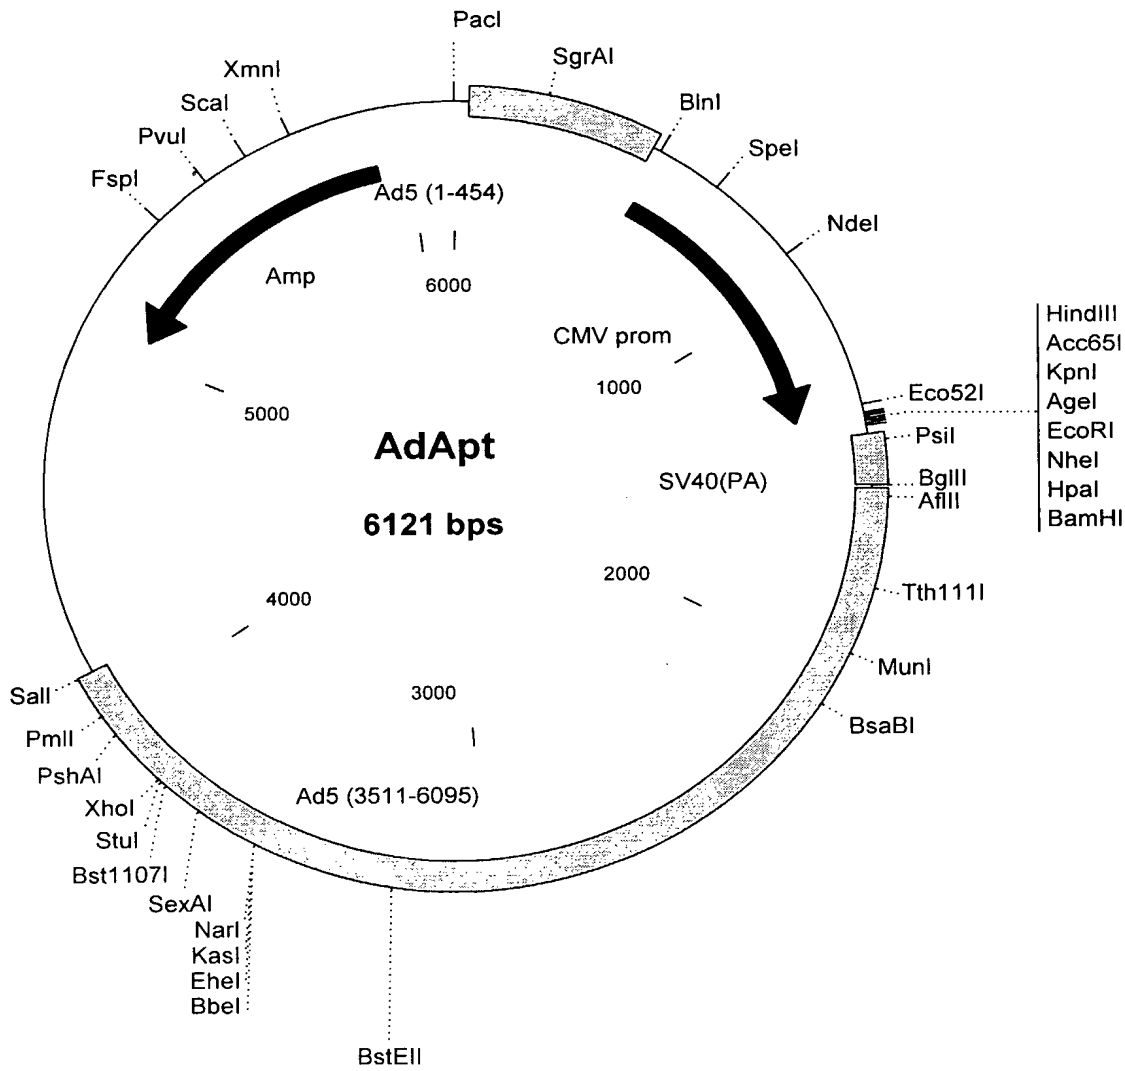 PacI
SgrAI
XmnI
BlnI
ScaI
PvuI
SpeI
FspI
Ad5 (1-454)
NdeI
Amp
6000
HindIII
CMV prom
Acc65I
KpnI
1000
Eco52I
AgeI
5000
EcoRI
PsiI
AdApt
NheI
SV40(PA)
BglII
HpaI
AflII
BamHI
6121 bps
2000
Tth111I
4000
MunI
SalI
3000
BsaBI
PmlI
PshAI
Ad5 (3511-6095)
XhoI
StuI
Bst1107I
SexAI
NarI
KasI
EheI
BbeI
BstEII